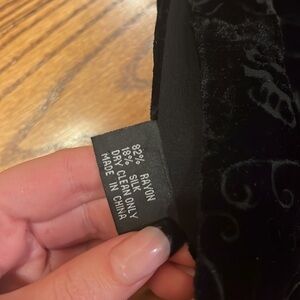 82% RAYON
18% SILK
DRY CLEAN ONLY
MADE IN CHINA